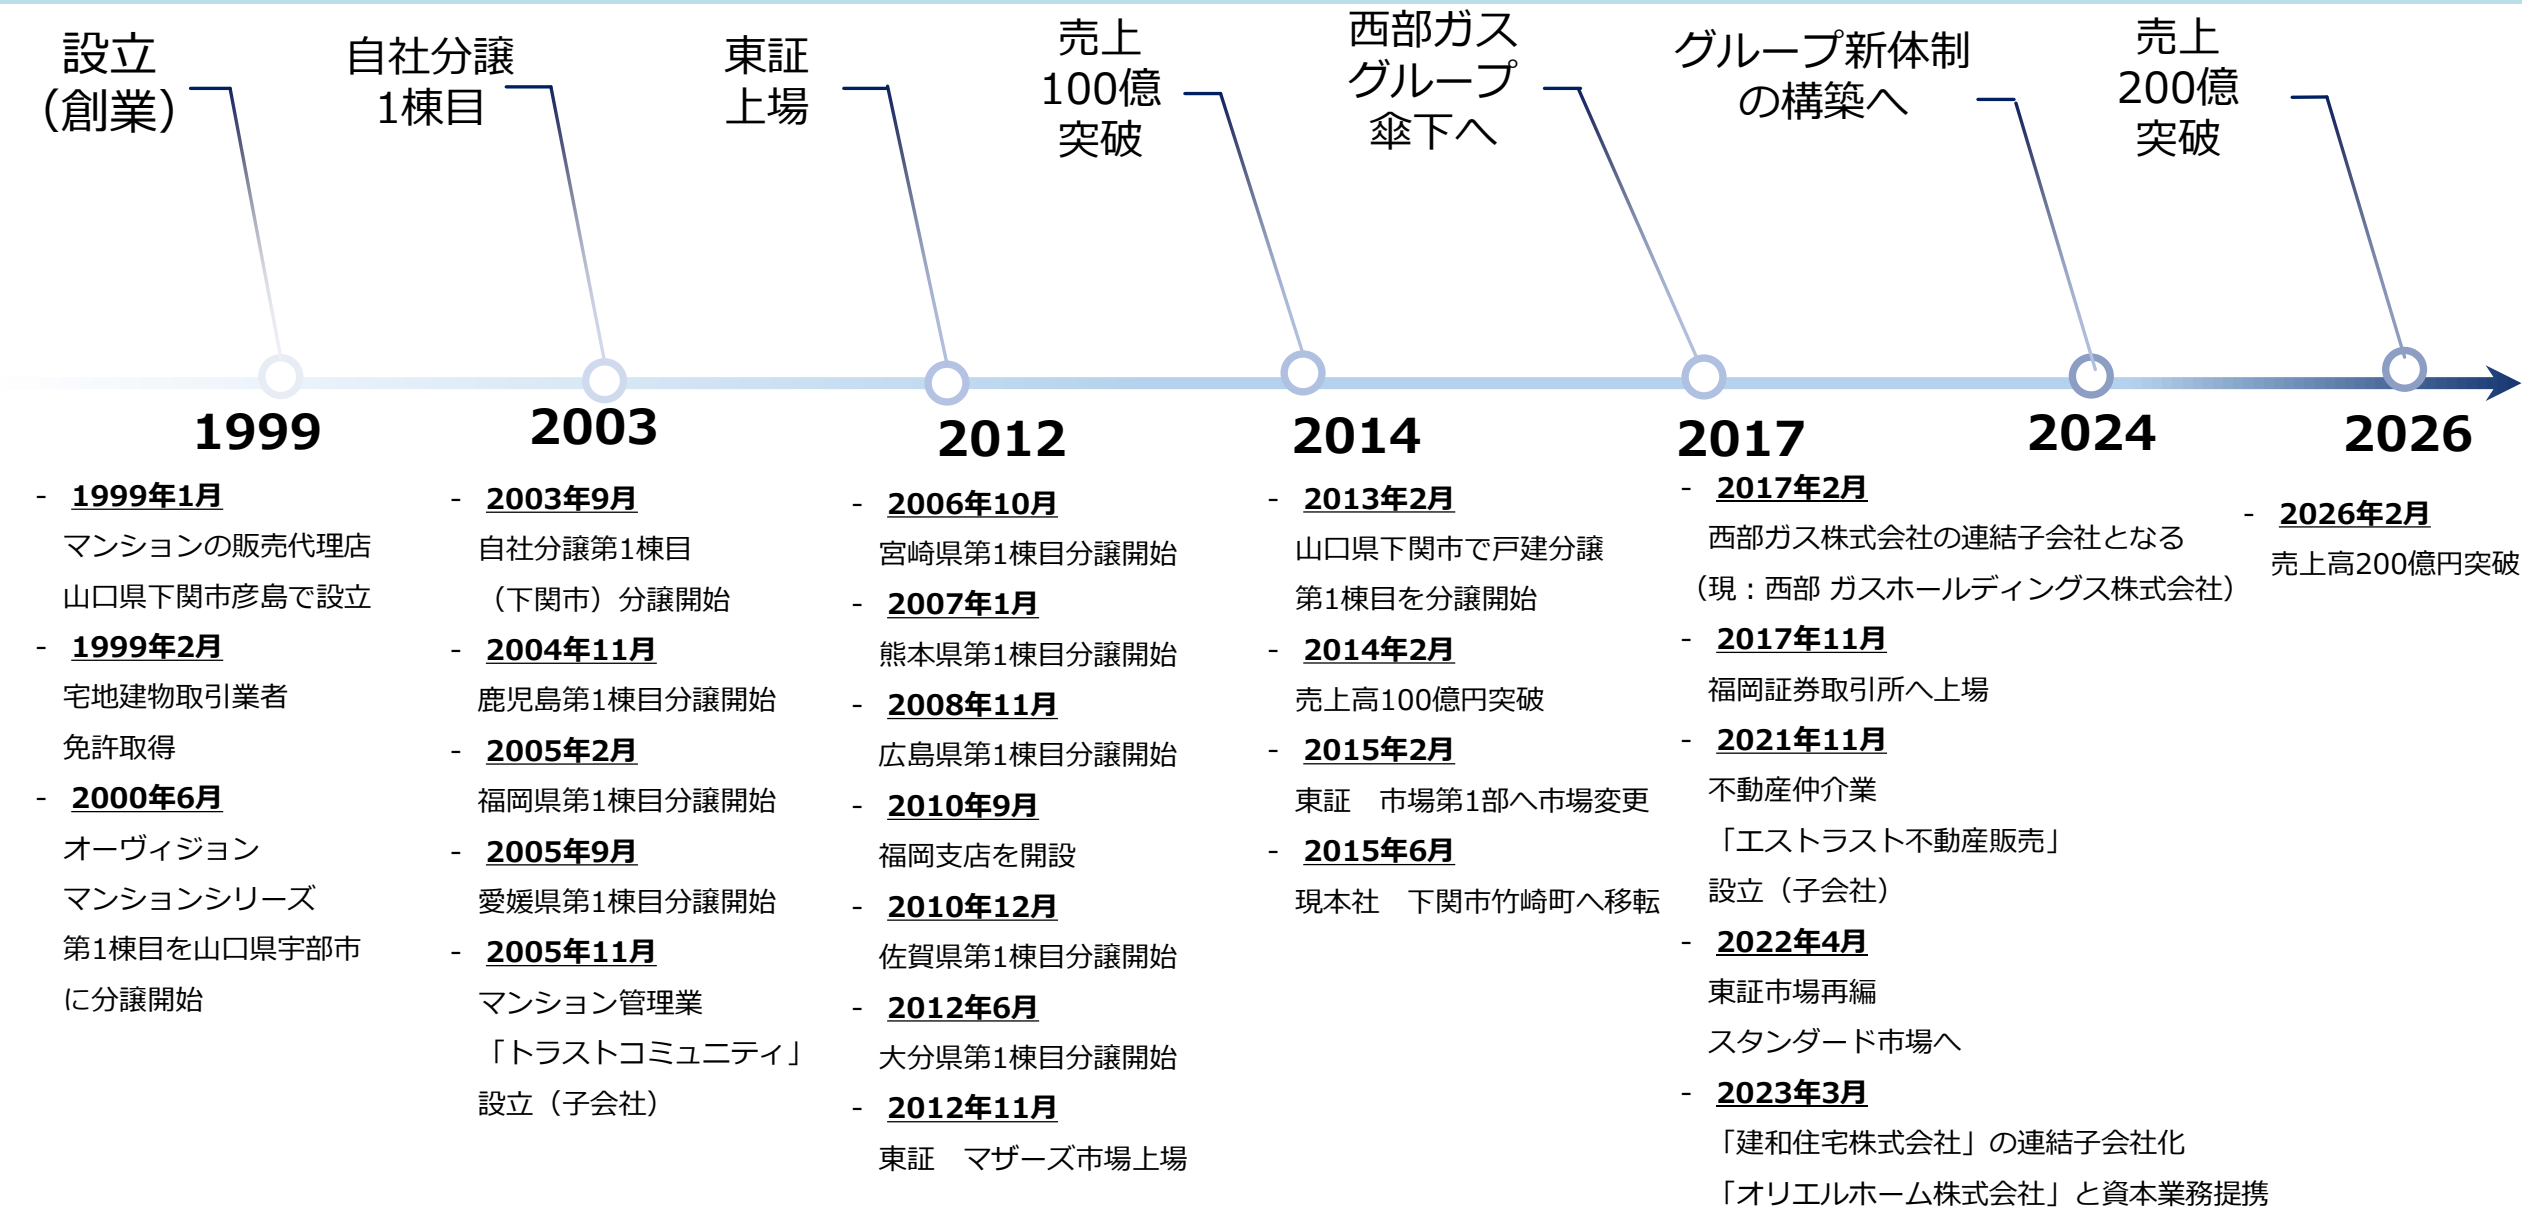 設立
（創業）
自社分譲
1棟目
東証
上場
売上
100億
突破
西部ガス
グループ
傘下へ
グループ新体制
の構築へ
売上
200億
突破
1999
2003
2012
2014
2017
2024
2026
- 1999年1月
マンションの販売代理店
山口県下関市彦島で設立
- 1999年2月
宅地建物取引業者
免許取得
- 2000年6月
オーヴィジョン
マンションシリーズ
第1棟目を山口県宇部市
に分譲開始
- 2003年9月
自社分譲第1棟目
（下関市）分譲開始
- 2004年11月
鹿児島第1棟目分譲開始
- 2005年2月
福岡県第1棟目分譲開始
- 2005年9月
愛媛県第1棟目分譲開始
- 2005年11月
マンション管理業
「トラストコミュニティ」
設立（子会社）
- 2006年10月
宮崎県第1棟目分譲開始
- 2007年1月
熊本県第1棟目分譲開始
- 2008年11月
広島県第1棟目分譲開始
- 2010年9月
福岡支店を開設
- 2010年12月
佐賀県第1棟目分譲開始
- 2012年6月
大分県第1棟目分譲開始
- 2012年11月
東証　マザーズ市場上場
- 2013年2月
山口県下関市で戸建分譲
第1棟目を分譲開始
- 2014年2月
売上高100億円突破
- 2015年2月
東証　市場第1部へ市場変更
- 2015年6月
現本社　下関市竹崎町へ移転
- 2017年2月
西部ガス株式会社の連結子会社となる
（現：西部 ガスホールディングス株式会社）
- 2017年11月
福岡証券取引所へ上場
- 2021年11月
不動産仲介業
「エストラスト不動産販売」
設立（子会社）
- 2022年4月
東証市場再編
スタンダード市場へ
- 2023年3月
「建和住宅株式会社」の連結子会社化
「オリエルホーム株式会社」と資本業務提携
- 2026年2月
売上高200億円突破